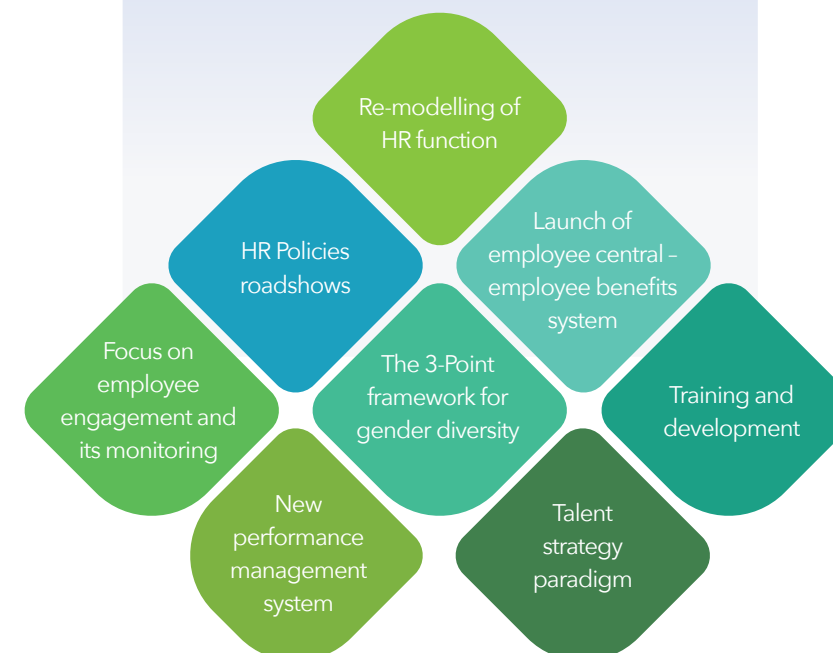 Re-modelling of
HR function
HR Policies
roadshows
Launch of
employee central –
employee benefits
system
Focus on
employee
engagement and
its monitoring
The 3-Point
framework for
gender diversity
Training and
development
New
performance
management
system
Talent
strategy
paradigm